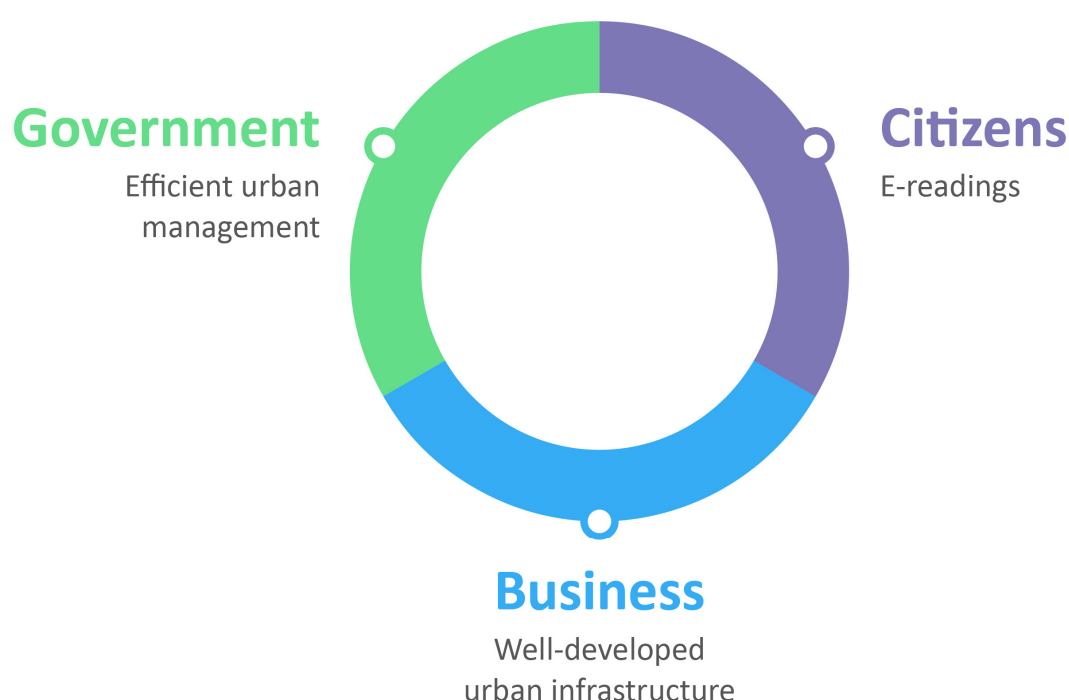 Government
Efficient urban
management
Citizens
E-readings
Business
Well-developed
urban infrastructure